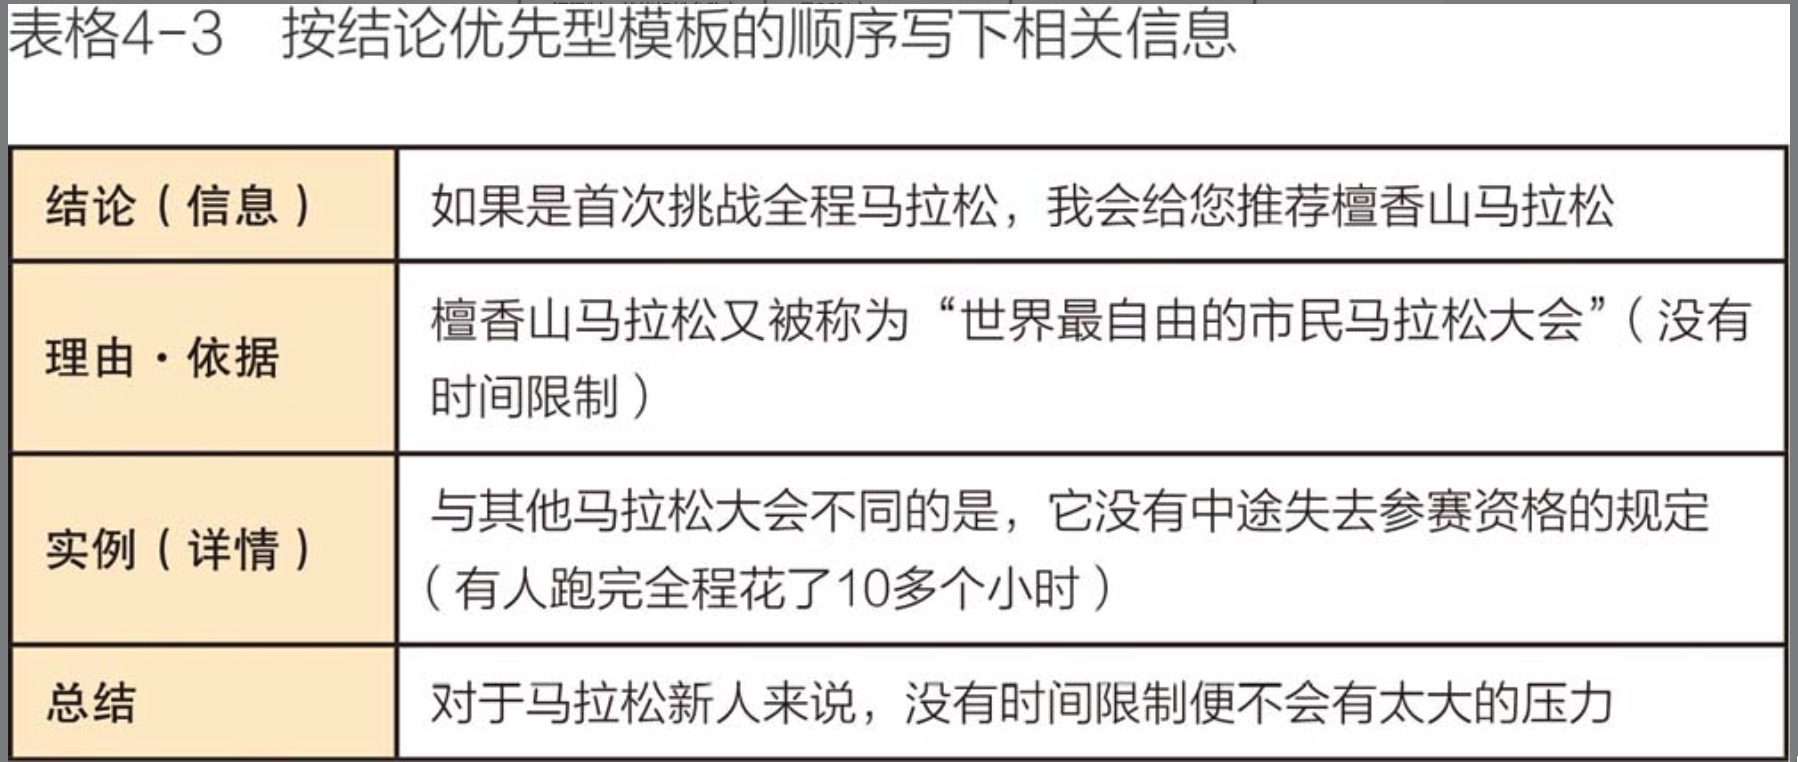 表格4-3 按结论优先型模板的顺序写下相关信息
结论（信息）
如果是首次挑战全程马拉松，我会给您推荐檀香山马拉松
理由·依据
檀香山马拉松又被称为“世界最自由的市民马拉松大会”（没有
时间限制）
实例（详情）
与其他马拉松大会不同的是，它没有中途失去参赛资格的规定
（有人跑完全程花了10多个小时）
总结
对于马拉松新人来说，没有时间限制便不会有太大的压力